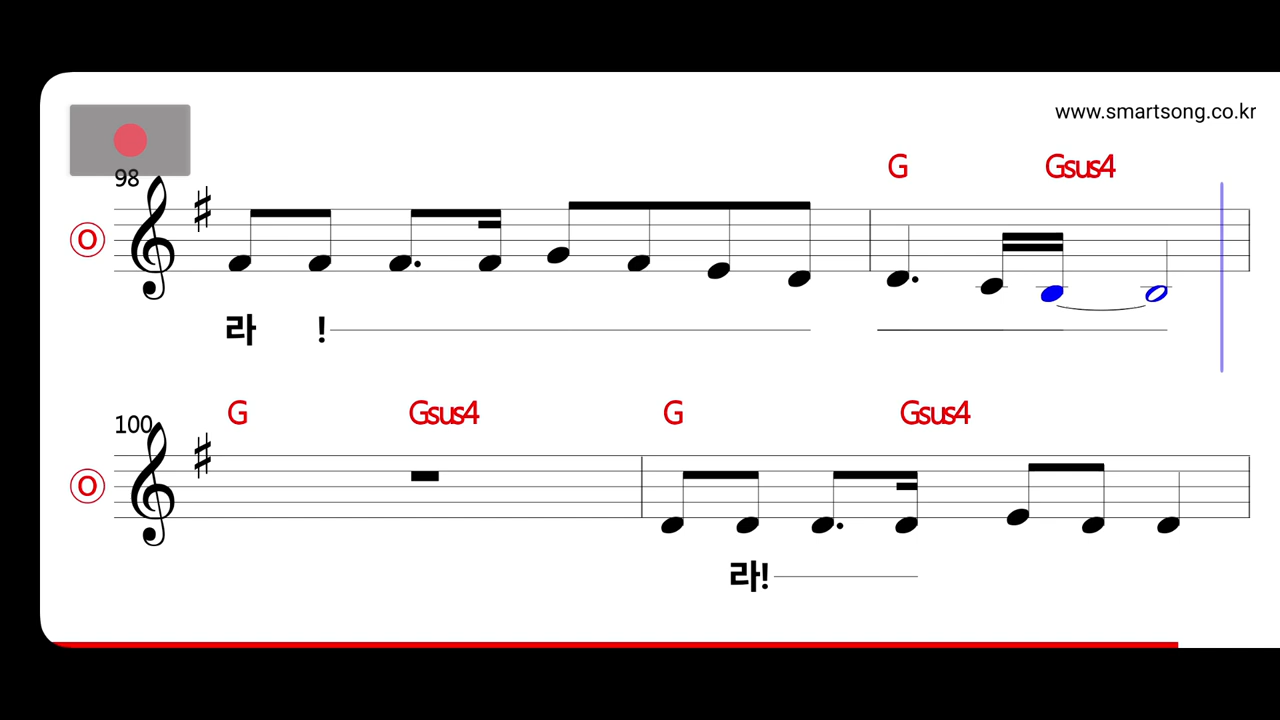 www.smartsong.co.kr
G Gsus4
98
O
라 !
G Gsus4 G Gsus4
100
O
라!